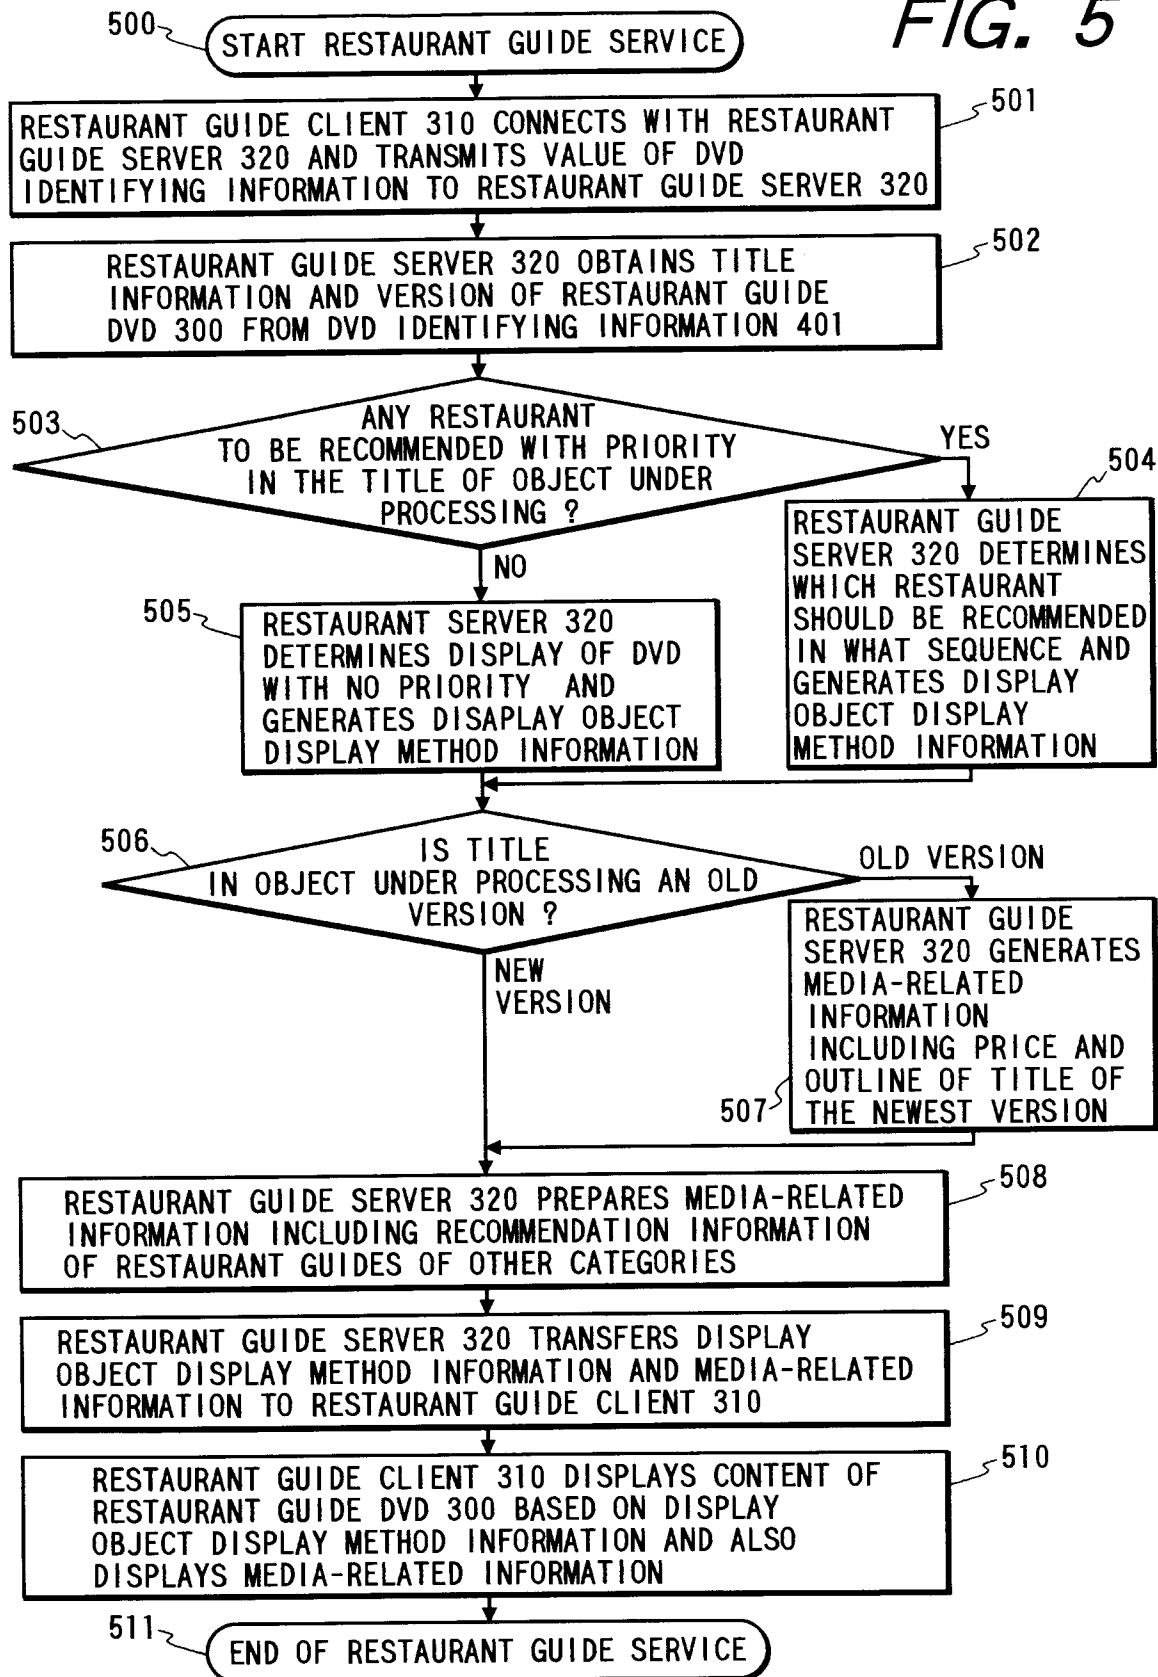 FIG. 5
500
START RESTAURANT GUIDE SERVICE
501
RESTAURANT GUIDE CLIENT 310 CONNECTS WITH RESTAURANT
GUIDE SERVER 320 AND TRANSMITS VALUE OF DVD
IDENTIFYING INFORMATION TO RESTAURANT GUIDE SERVER 320
502
RESTAURANT GUIDE SERVER 320 OBTAINS TITLE
INFORMATION AND VERSION OF RESTAURANT GUIDE
DVD 300 FROM DVD IDENTIFYING INFORMATION 401
503
ANY RESTAURANT
TO BE RECOMMENDED WITH PRIORITY
IN THE TITLE OF OBJECT UNDER
PROCESSING ?
YES
504
RESTAURANT GUIDE
SERVER 320 DETERMINES
WHICH RESTAURANT
SHOULD BE RECOMMENDED
IN WHAT SEQUENCE AND
GENERATES DISPLAY
OBJECT DISPLAY
METHOD INFORMATION
NO
505
RESTAURANT SERVER 320
DETERMINES DISPLAY OF DVD
WITH NO PRIORITY AND
GENERATES DISAPLAY OBJECT
DISPLAY METHOD INFORMATION
506
IS TITLE
IN OBJECT UNDER PROCESSING AN OLD
VERSION ?
OLD VERSION
RESTAURANT GUIDE
SERVER 320 GENERATES
MEDIA-RELATED
INFORMATION
INCLUDING PRICE AND
OUTLINE OF TITLE OF
THE NEWEST VERSION
507
NEW
VERSION
508
RESTAURANT GUIDE SERVER 320 PREPARES MEDIA-RELATED
INFORMATION INCLUDING RECOMMENDATION INFORMATION
OF RESTAURANT GUIDES OF OTHER CATEGORIES
509
RESTAURANT GUIDE SERVER 320 TRANSFERS DISPLAY
OBJECT DISPLAY METHOD INFORMATION AND MEDIA-RELATED
INFORMATION TO RESTAURANT GUIDE CLIENT 310
510
RESTAURANT GUIDE CLIENT 310 DISPLAYS CONTENT OF
RESTAURANT GUIDE DVD 300 BASED ON DISPLAY
OBJECT DISPLAY METHOD INFORMATION AND ALSO
DISPLAYS MEDIA-RELATED INFORMATION
511
END OF RESTAURANT GUIDE SERVICE